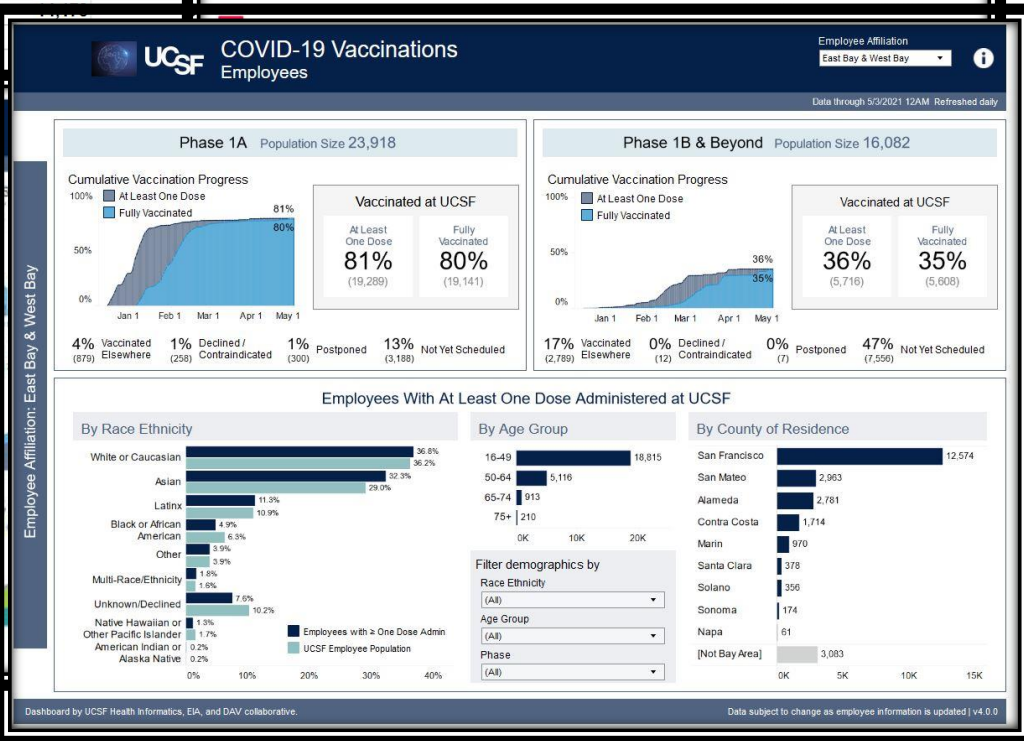 UCSF
COVID-19 Vaccinations
Employees
Employee Affiliation
East Bay & West Bay
i
Data through 5/3/2021 12AM Refreshed daily
Employee Affiliation: East Bay & West Bay
Phase 1A Population Size 23,918
Cumulative Vaccination Progress
100%
At Least One Dose
Fully Vaccinated
81%
80%
50%
0%
Jan 1 Feb 1 Mar 1 Apr 1 May 1
Vaccinated at UCSF
At Least One Dose
81%
(19,289)
Fully Vaccinated
80%
(19,141)
4% (879) Vaccinated Elsewhere
1% (258) Declined / Contraindicated
1% (300) Postponed
13% (3,188) Not Yet Scheduled
Phase 1B & Beyond Population Size 16,082
Cumulative Vaccination Progress
100%
At Least One Dose
Fully Vaccinated
50%
36%
35%
0%
Jan 1 Feb 1 Mar 1 Apr 1 May 1
Vaccinated at UCSF
At Least One Dose
36%
(5,716)
Fully Vaccinated
35%
(5,608)
17% (2,789) Vaccinated Elsewhere
0% (12) Declined / Contraindicated
0% (7) Postponed
47% (7,556) Not Yet Scheduled
Employees With At Least One Dose Administered at UCSF
By Race Ethnicity
White or Caucasian 36.8% 36.2%
Asian 32.3% 29.0%
Latinx 11.3% 10.9%
Black or African American 4.9% 6.3%
Other 3.9% 3.9%
Multi-Race/Ethnicity 1.8% 1.6%
Unknown/Declined 7.6% 10.2%
Native Hawaiian or Other Pacific Islander 1.3% 1.7%
American Indian or Alaska Native 0.2% 0.2%
Employees with ≥ One Dose Admin
UCSF Employee Population
0% 10% 20% 30% 40%
By Age Group
16-49 18,815
50-64 5,116
65-74 913
75+ 210
0K 10K 20K
Filter demographics by
Race Ethnicity
(All)
Age Group
(All)
Phase
(All)
By County of Residence
San Francisco 12,574
San Mateo 2,963
Alameda 2,781
Contra Costa 1,714
Marin 970
Santa Clara 378
Solano 356
Sonoma 174
Napa 61
[Not Bay Area] 3,083
0K 5K 10K 15K
Dashboard by UCSF Health Informatics, EIA, and DAV collaborative.
Data subject to change as employee information is updated | v4.0.0